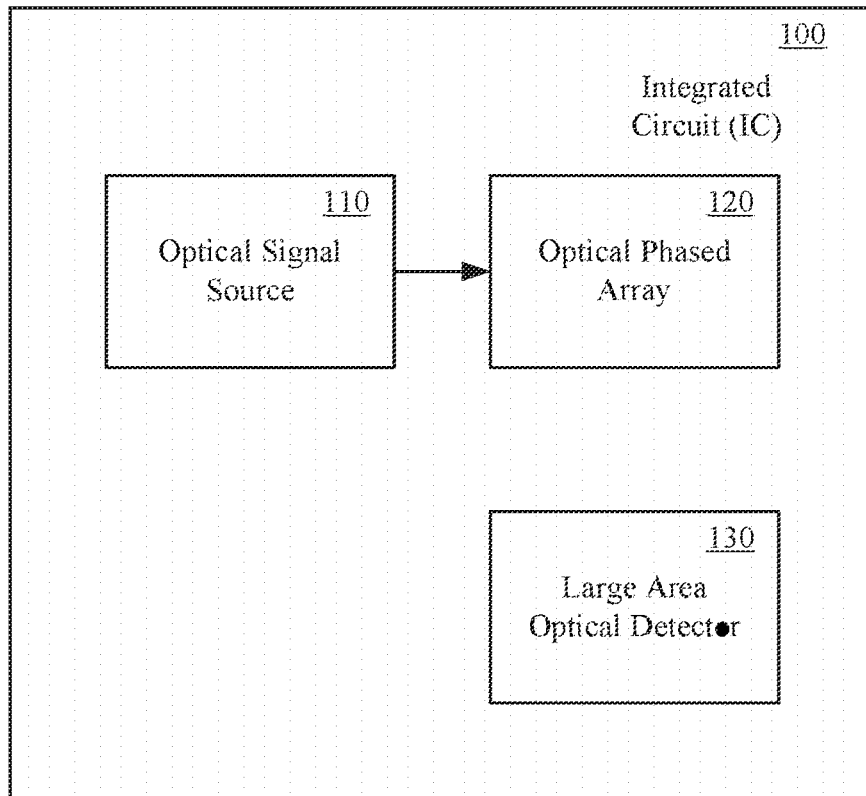 100
Integrated
Circuit (IC)
110
Optical Signal
Source
120
Optical Phased
Array
130
Large Area
Optical Detector